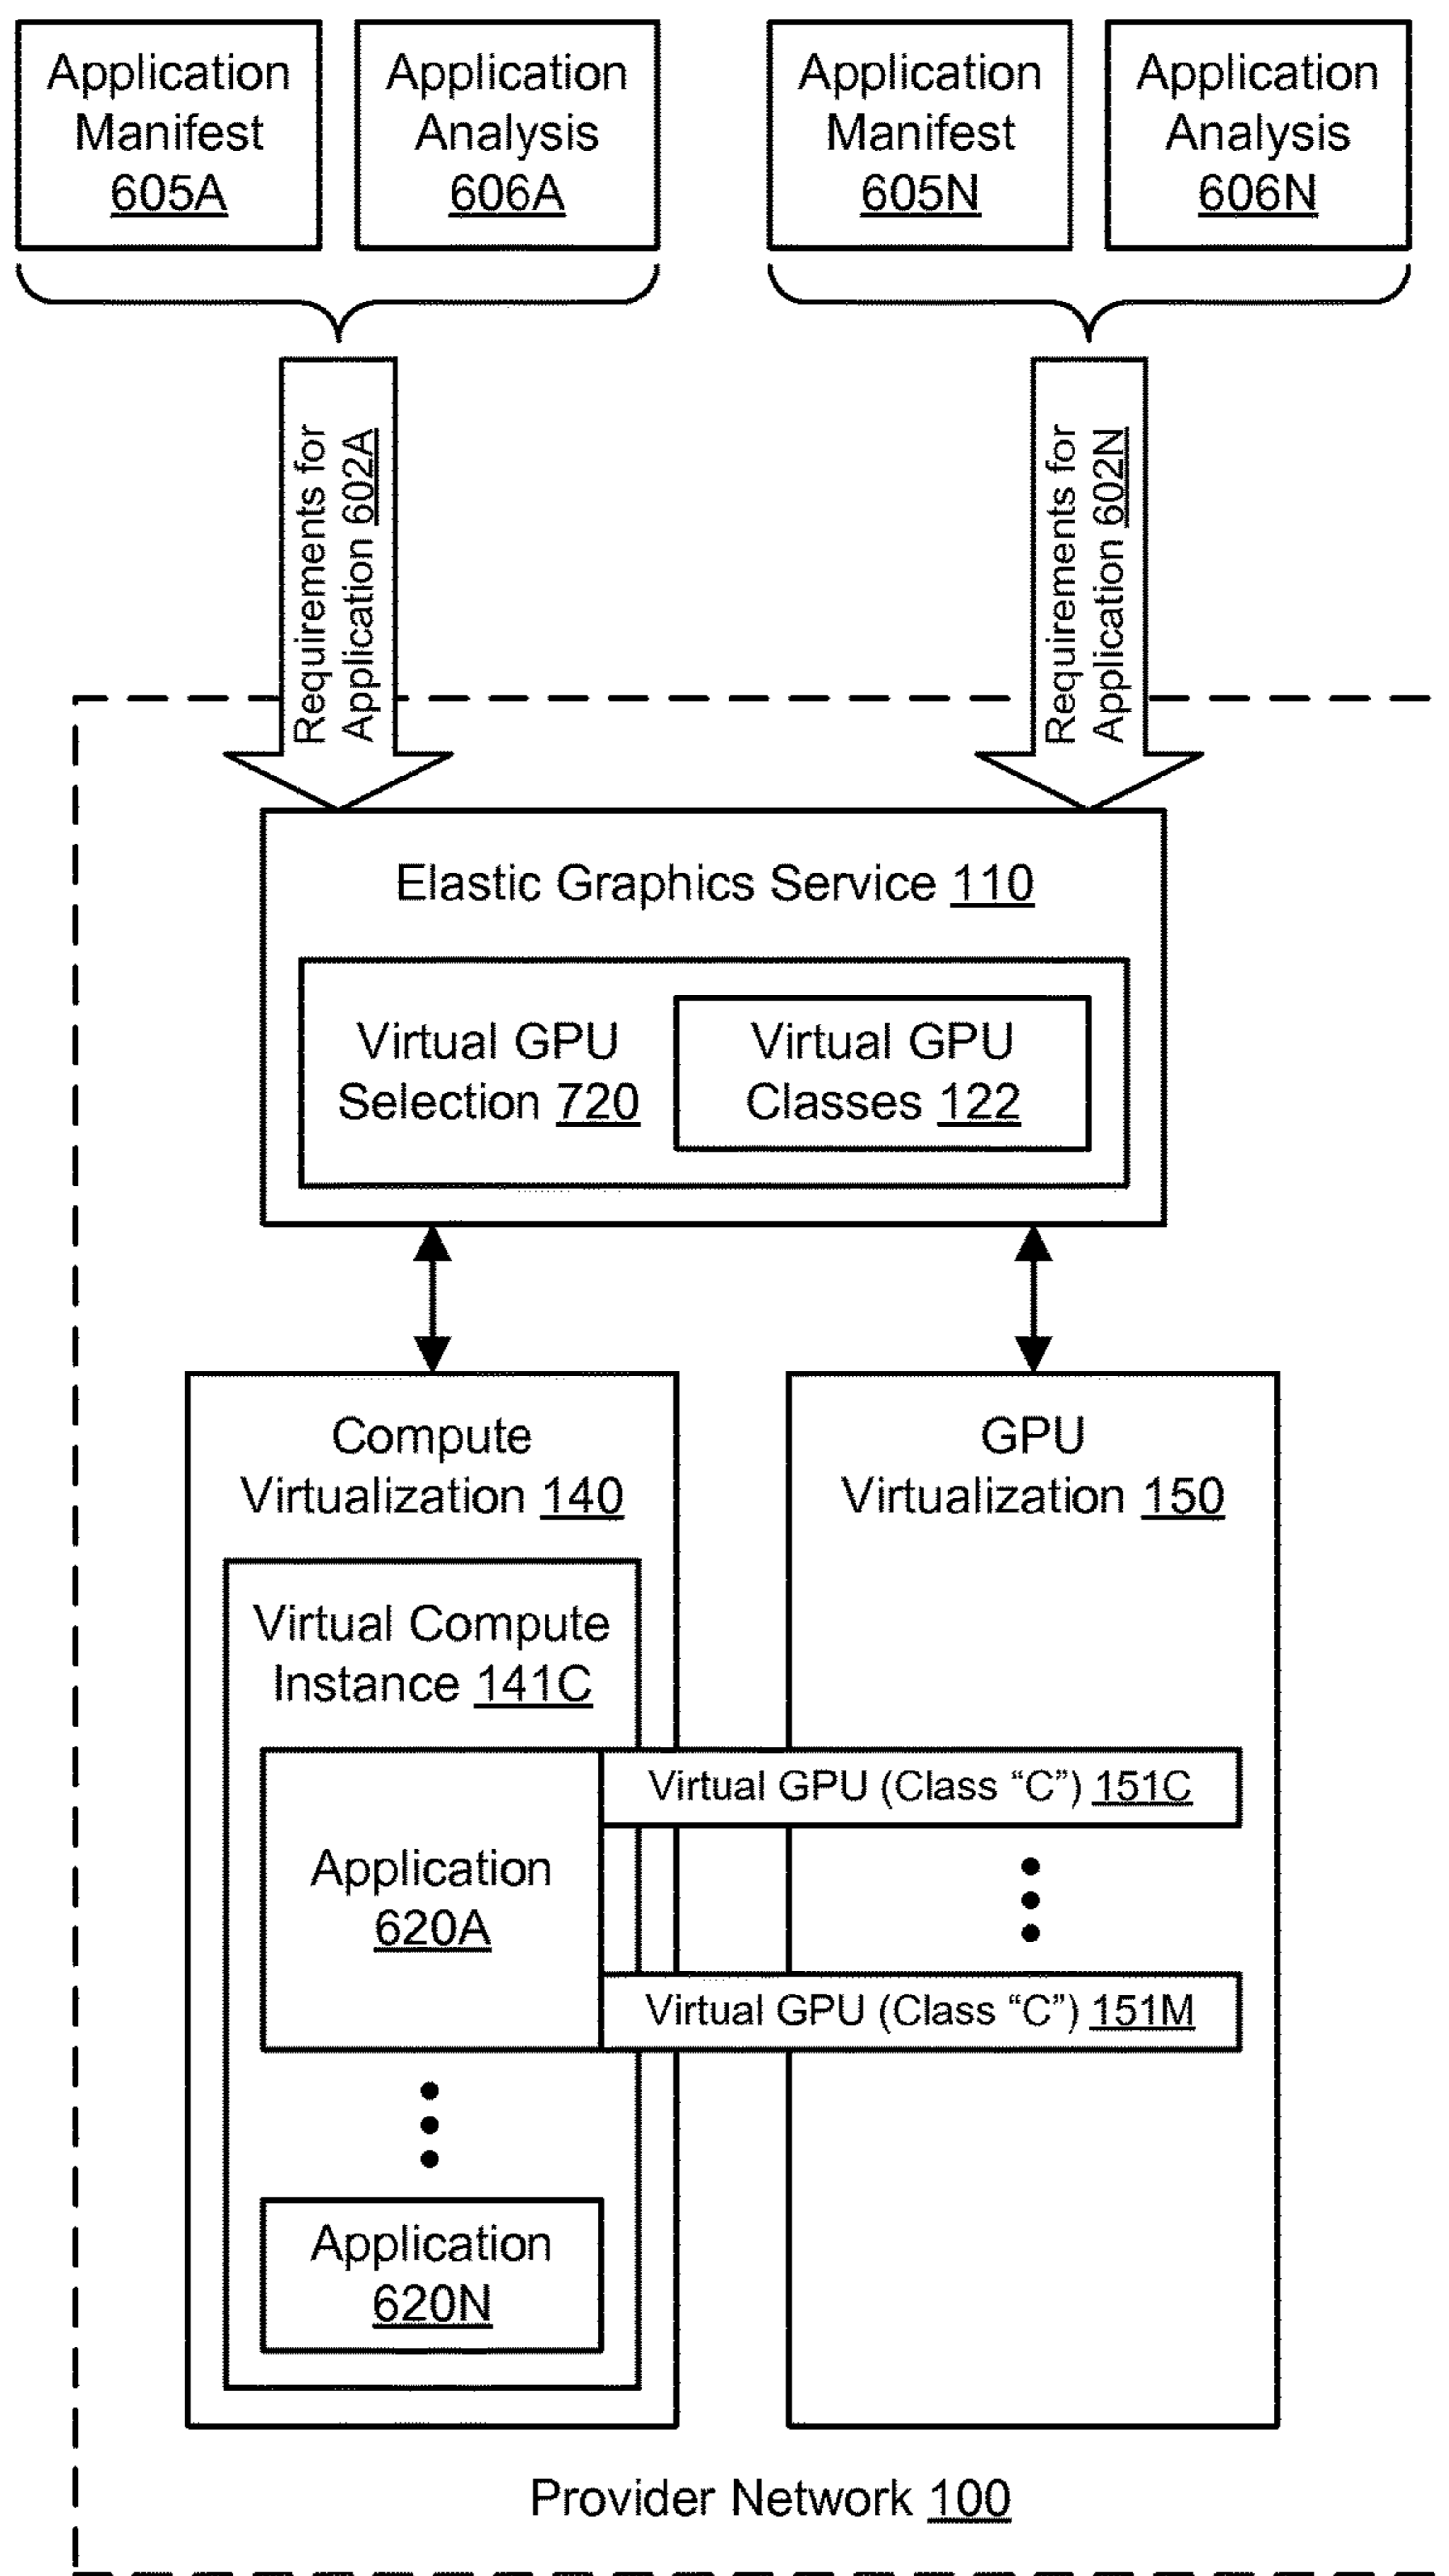 Application
Manifest
605A
Application
Analysis
606A
Application
Manifest
605N
Application
Analysis
606N
Requirements for
Application 602A
Requirements for
Application 602N
Elastic Graphics Service 110
Virtual GPU
Selection 720
Virtual GPU
Classes 122
Compute
Virtualization 140
GPU
Virtualization 150
Virtual Compute
Instance 141C
Application
620A
Virtual GPU (Class “C”) 151C
Virtual GPU (Class “C”) 151M
Application
620N
Provider Network 100